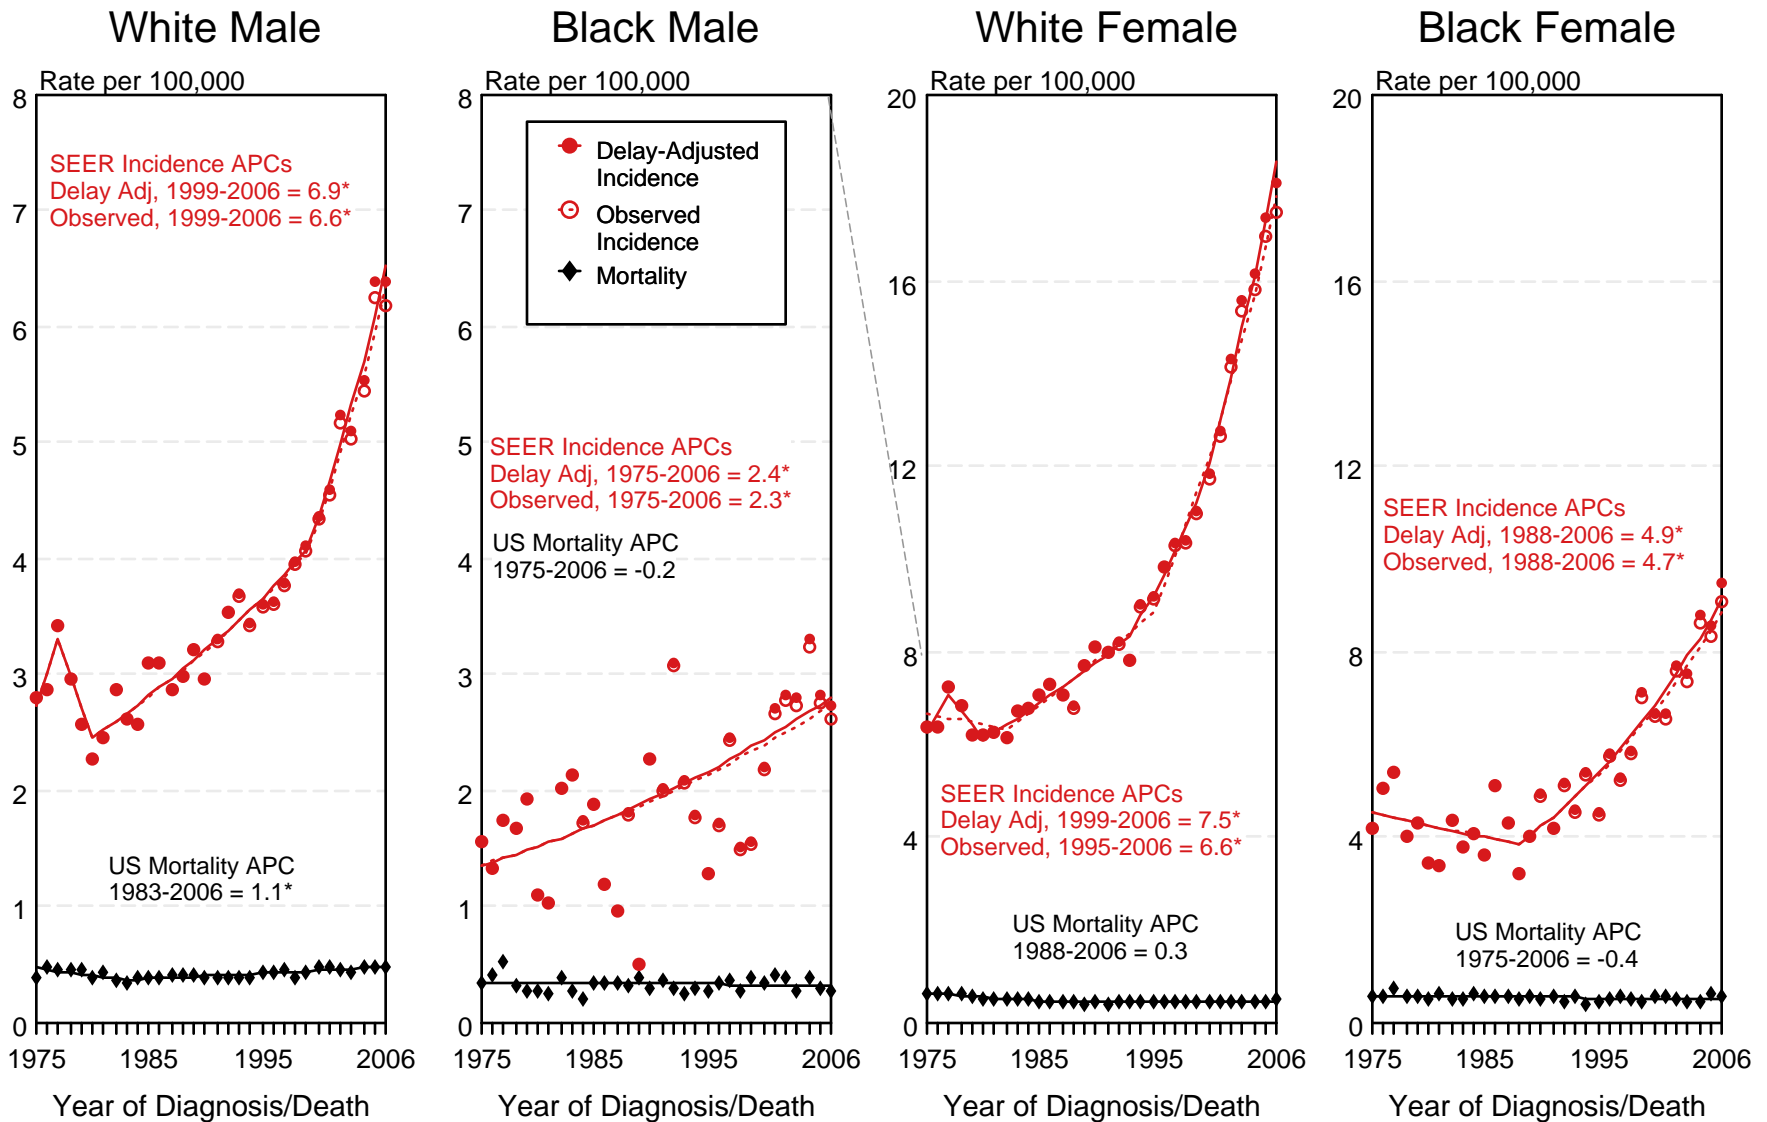 White Male
Rate per 100,000
8
7
6
5
4
3
2
1
0
SEER Incidence APCs
Delay Adj, 1999-2006 = 6.9*
Observed, 1999-2006 = 6.6*
US Mortality APC
1983-2006 = 1.1*
1975
1985
1995
2006
Year of Diagnosis/Death
Black Male
Rate per 100,000
8
7
6
5
4
3
2
1
0
Delay-Adjusted
Incidence
Observed
Incidence
Mortality
SEER Incidence APCs
Delay Adj, 1975-2006 = 2.4*
Observed, 1975-2006 = 2.3*
US Mortality APC
1975-2006 = -0.2
1975
1985
1995
2006
Year of Diagnosis/Death
White Female
Rate per 100,000
20
16
12
8
4
0
SEER Incidence APCs
Delay Adj, 1999-2006 = 7.5*
Observed, 1995-2006 = 6.6*
US Mortality APC
1988-2006 = 0.3
1975
1985
1995
2006
Year of Diagnosis/Death
Black Female
Rate per 100,000
20
16
12
8
4
0
SEER Incidence APCs
Delay Adj, 1988-2006 = 4.9*
Observed, 1988-2006 = 4.7*
US Mortality APC
1975-2006 = -0.4
1975
1985
1995
2006
Year of Diagnosis/Death